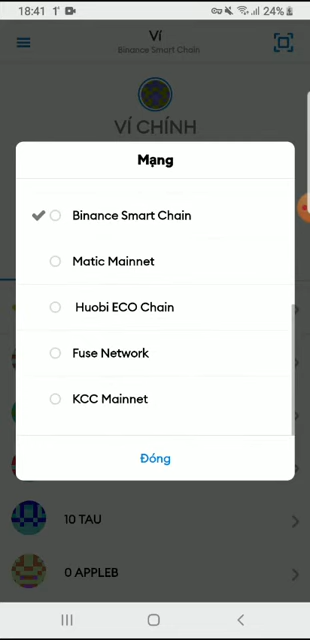 18:41
24%
Ví
Binance Smart Chain
VÍ CHÍNH
Mạng
Binance Smart Chain
Matic Mainnet
Huobi ECO Chain
Fuse Network
KCC Mainnet
Đóng
10 TAU
0 APPLEB